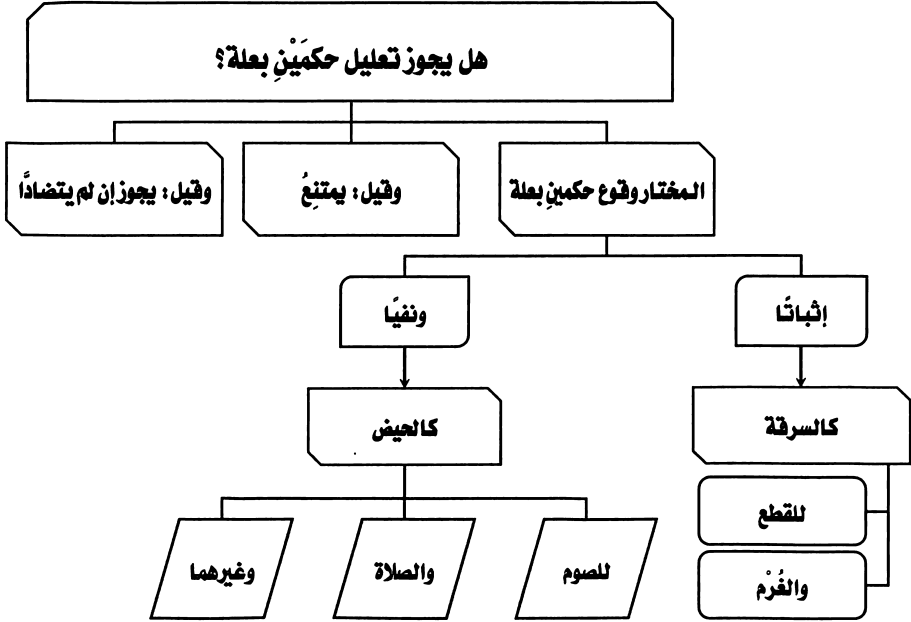 هل يجوز تعليل حكمَيْنِ بعلة؟
المختار وقوع حكمينِ بعلة
وقيل: يمتنِعُ
وقيل: يجوز إن لم يتضادَّا
إثباتًا
ونفيًا
كالسرقة
كالحيض
للقطع
والغُرْم
للصوم
والصلاة
وغيرهما